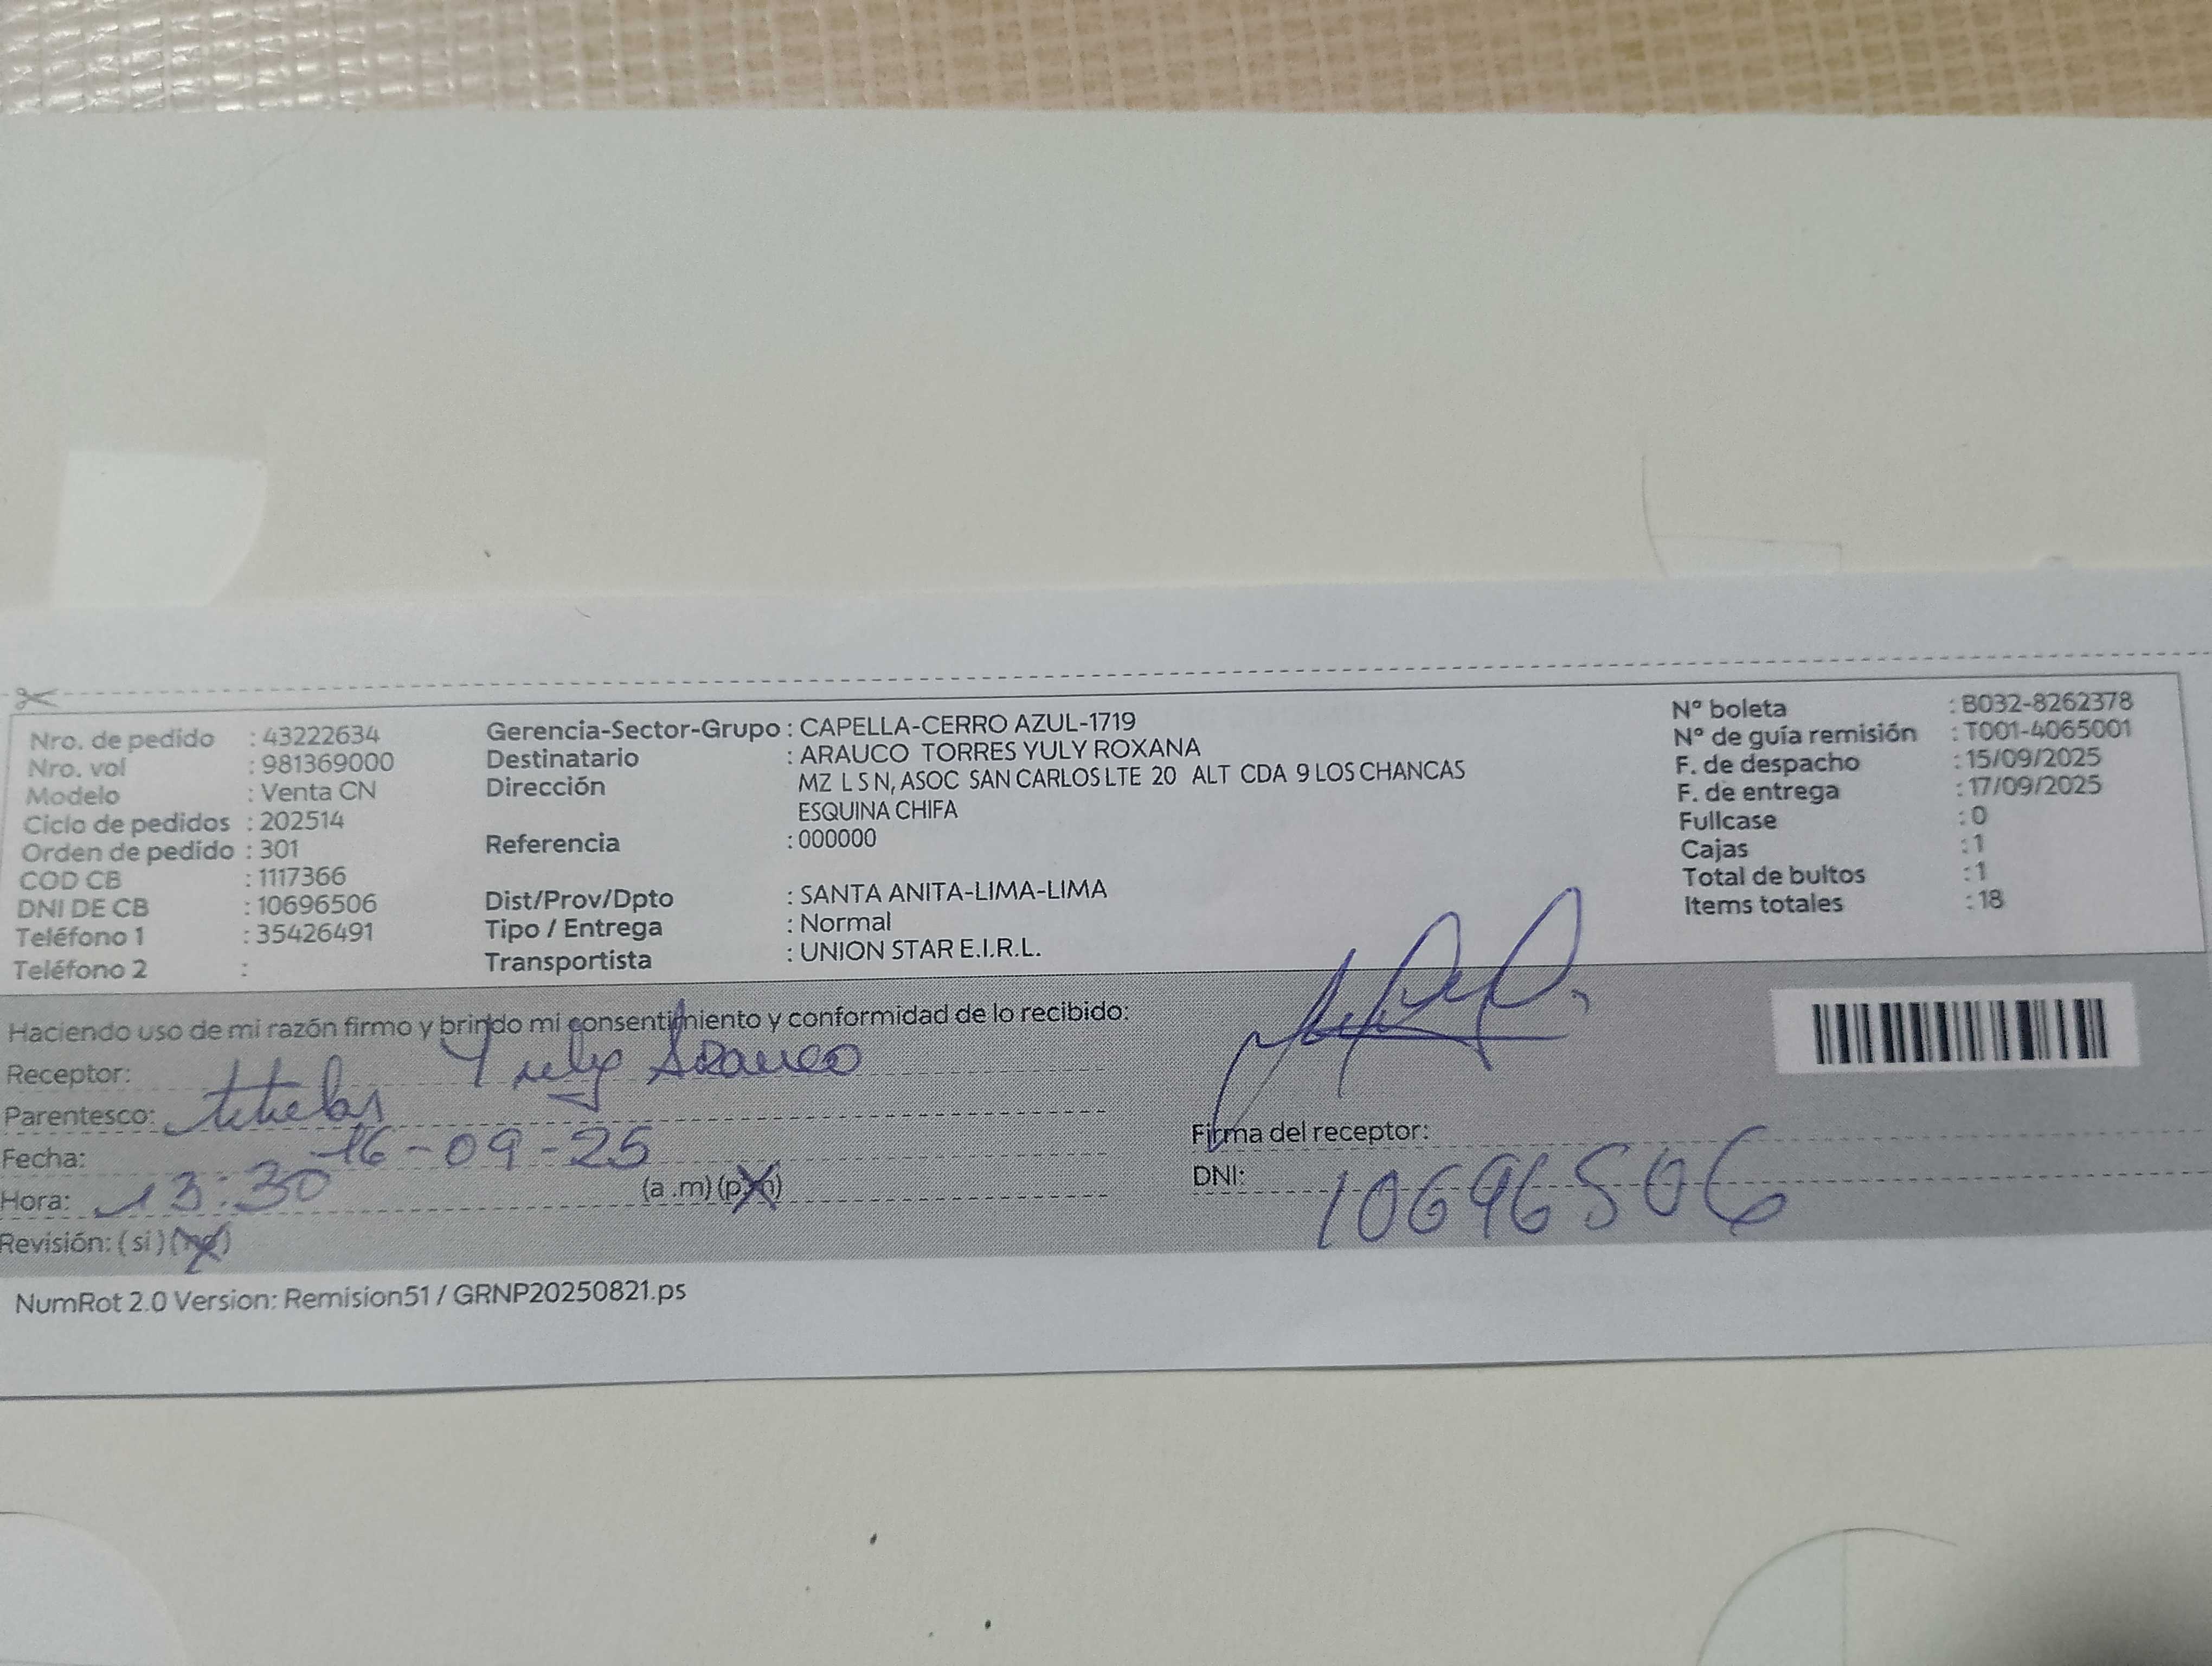 Nro. de pedido : 43222634
Nro. vol : 981369000
Modelo : Venta CN
Ciclo de pedidos : 202514
Orden de pedido : 301
COD CB : 1117366
DNI DE CB : 10696506
Teléfono 1 : 35426491
Teléfono 2 :
Gerencia-Sector-Grupo : CAPELLA-CERRO AZUL-1719
Destinatario : ARAUCO TORRES YULY ROXANA
Dirección MZ L S N, ASOC SAN CARLOS LTE 20 ALT CDA 9 LOS CHANCAS
ESQUINA CHIFA
Referencia : 000000
Dist/Prov/Dpto : SANTA ANITA-LIMA-LIMA
Tipo / Entrega : Normal
Transportista : UNION STAR E.I.R.L.
N° boleta : B032-8262378
N° de guía remisión : T001-4065001
F. de despacho : 15/09/2025
F. de entrega : 17/09/2025
Fullcase : 0
Cajas : 1
Total de bultos : 1
Items totales : 18
Haciendo uso de mi razón firmo y brindo mi consentimiento y conformidad de lo recibido:
Receptor: Yuly Arauco
Parentesco: titular
Fecha: 16-09-25
Hora: 13:30 (a.m) (pm)
Revisión: (si) (no)
Firma del receptor:
DNI: 10696506
NumRot 2.0 Version: Remision51 / GRNP20250821.ps